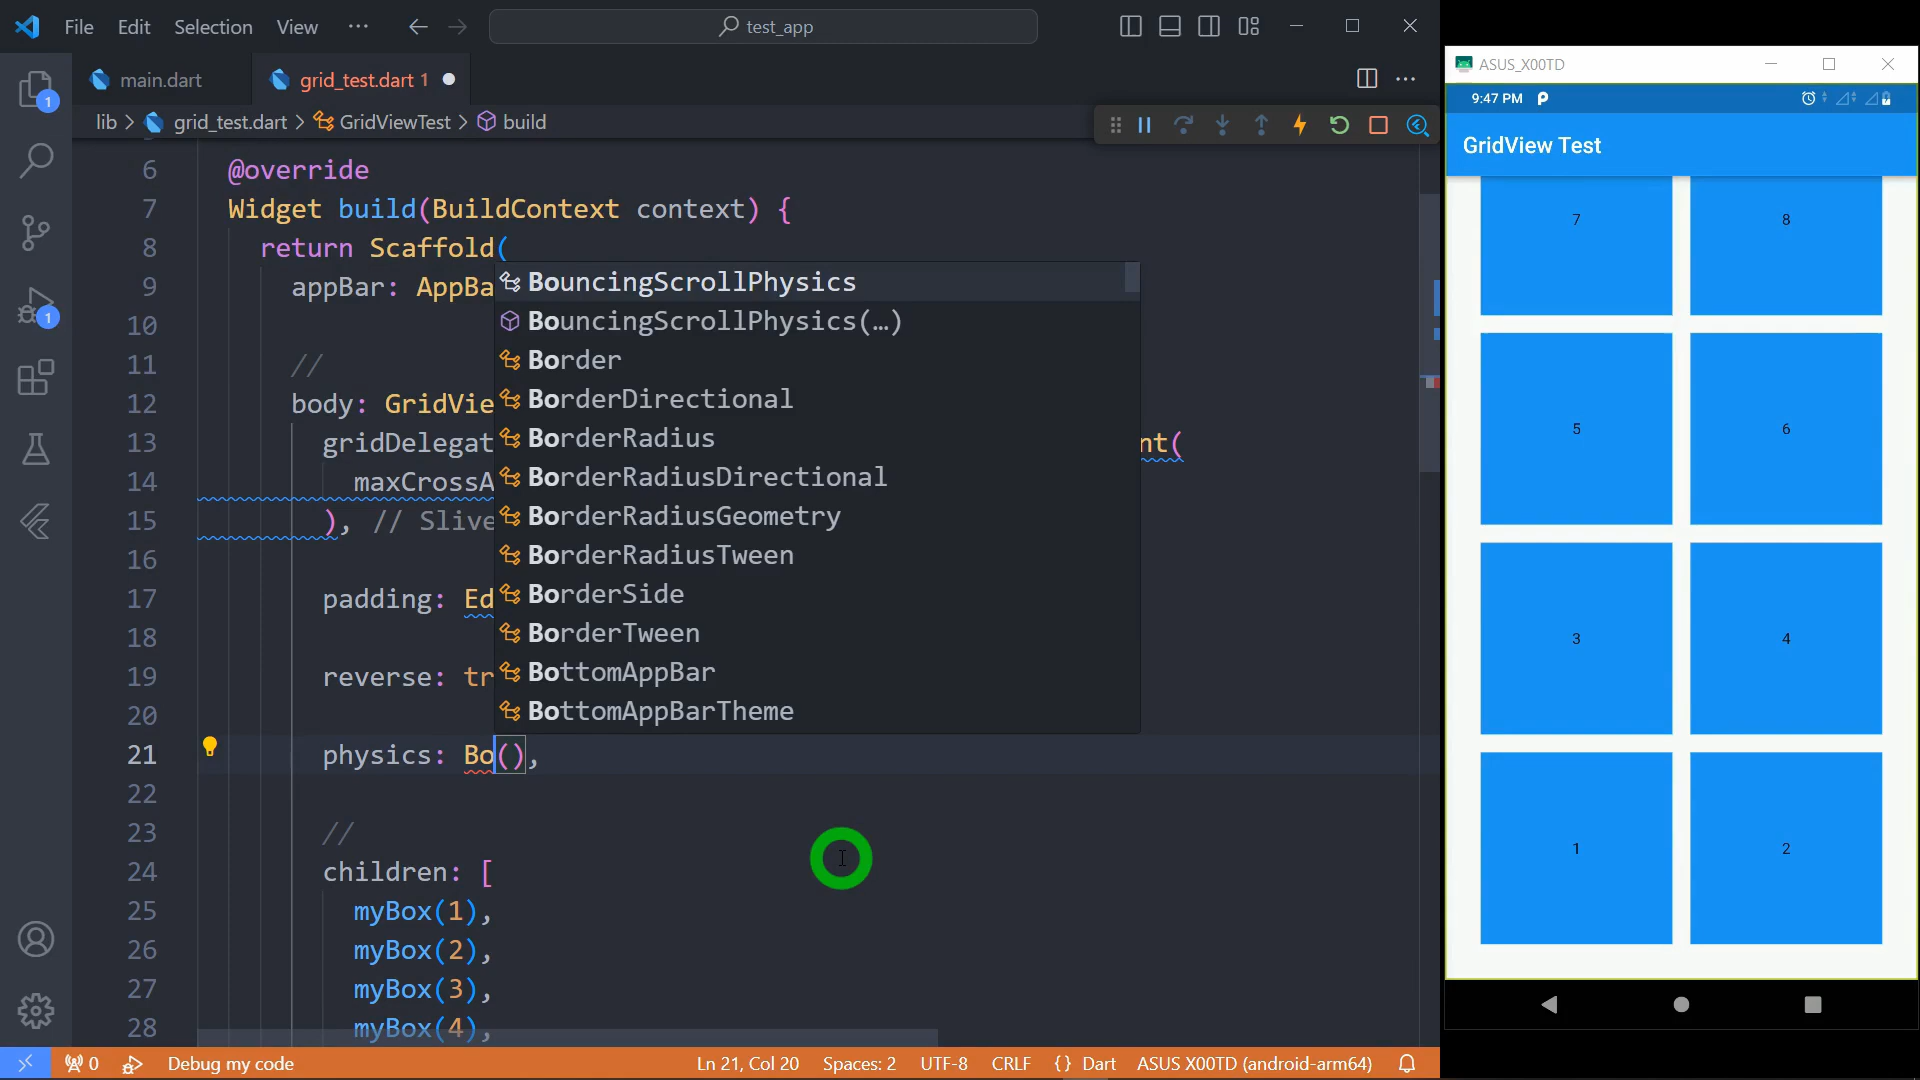 File Edit Selection View ··· test_app
main.dart grid_test.dart 1
lib > grid_test.dart > GridViewTest > build
6 @override
7 Widget build(BuildContext context) {
8 return Scaffold(
9 appBar: AppBa
10
11 //
12 body: GridVie
13 gridDelegat nt(
14 maxCrossA
15 ), // Slive
16
17 padding: Ed
18
19 reverse: tr
20
21 physics: Bo(),
22
23 //
24 children: [
25 myBox(1),
26 myBox(2),
27 myBox(3),
28 myBox(4),
BouncingScrollPhysics
BouncingScrollPhysics(…)
Border
BorderDirectional
BorderRadius
BorderRadiusDirectional
BorderRadiusGeometry
BorderRadiusTween
BorderSide
BorderTween
BottomAppBar
BottomAppBarTheme
1
1
0 Debug my code Ln 21, Col 20 Spaces: 2 UTF-8 CRLF {} Dart ASUS X00TD (android-arm64)
ASUS_X00TD
9:47 PM
GridView Test
7 8
5 6
3 4
1 2